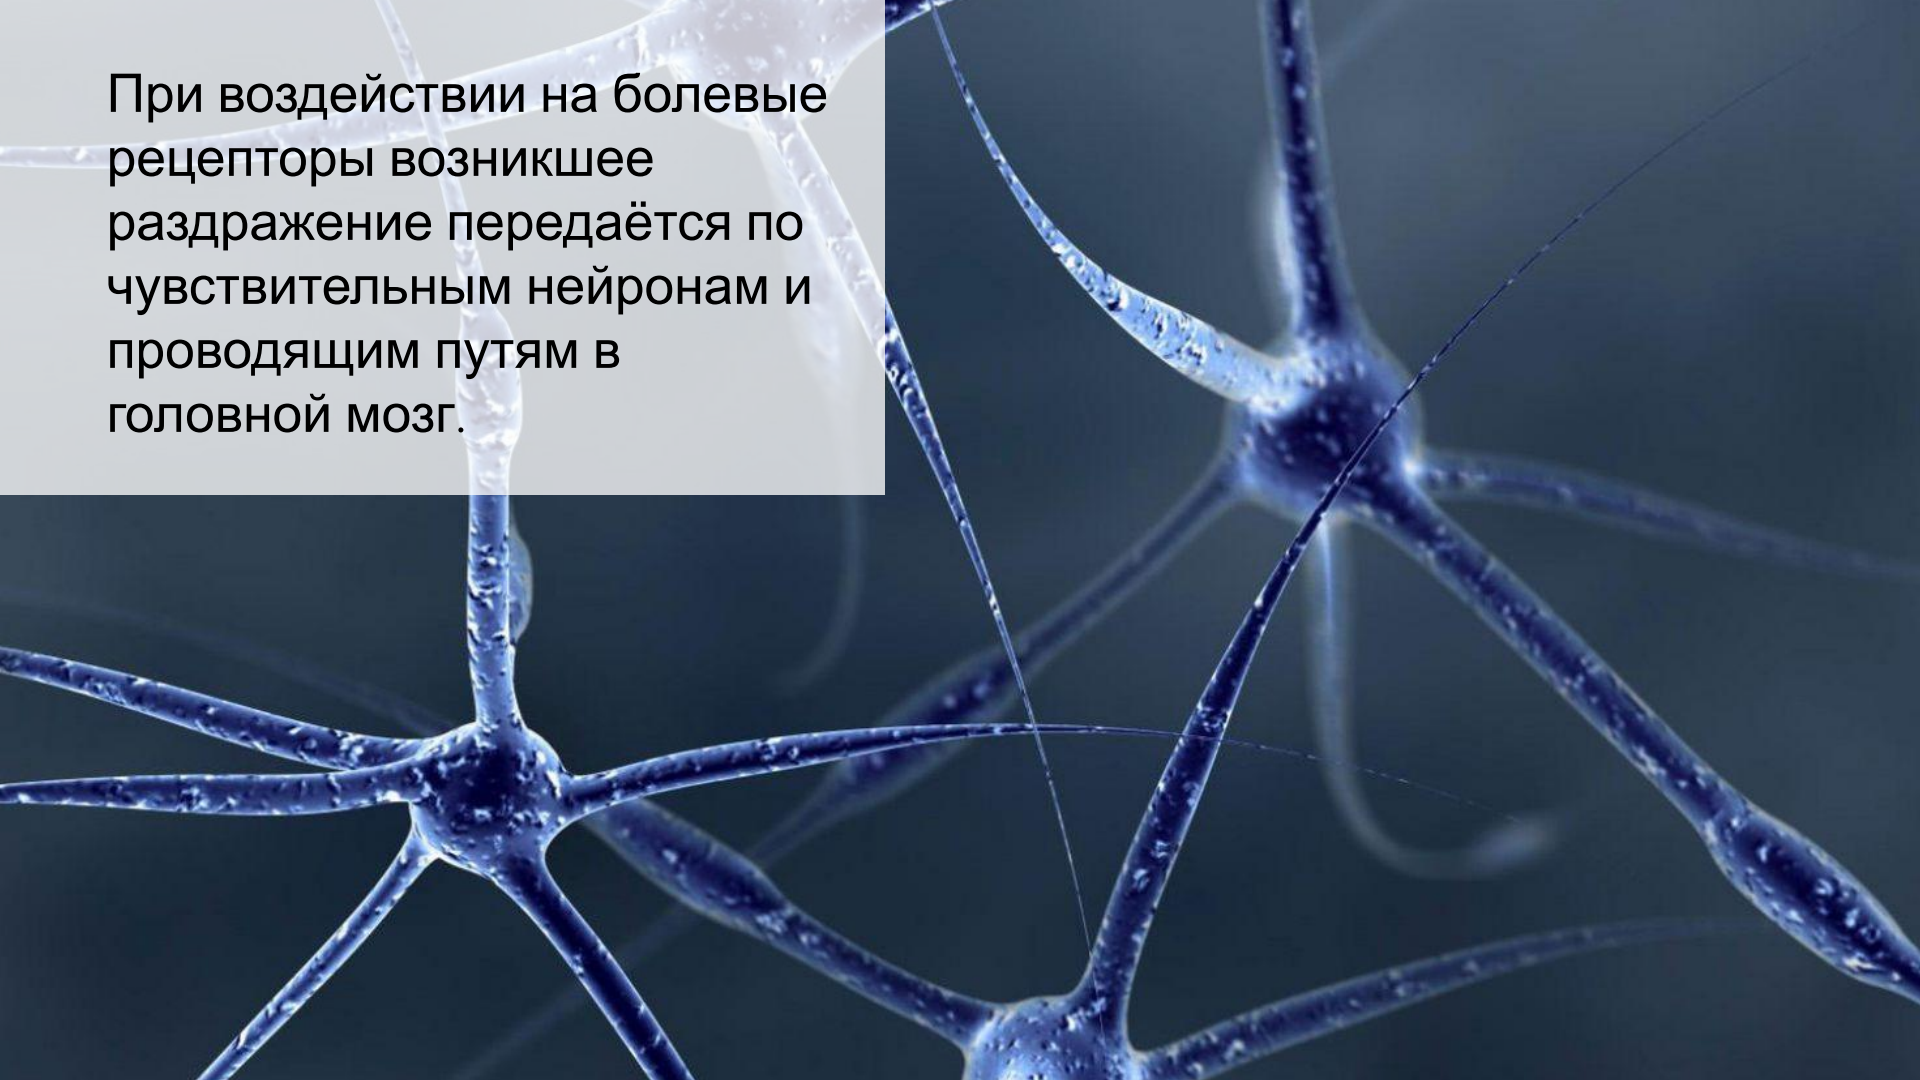 При воздействии на болевые
рецепторы возникшее
раздражение передаётся по
чувствительным нейронам и
проводящим путям в
головной мозг.